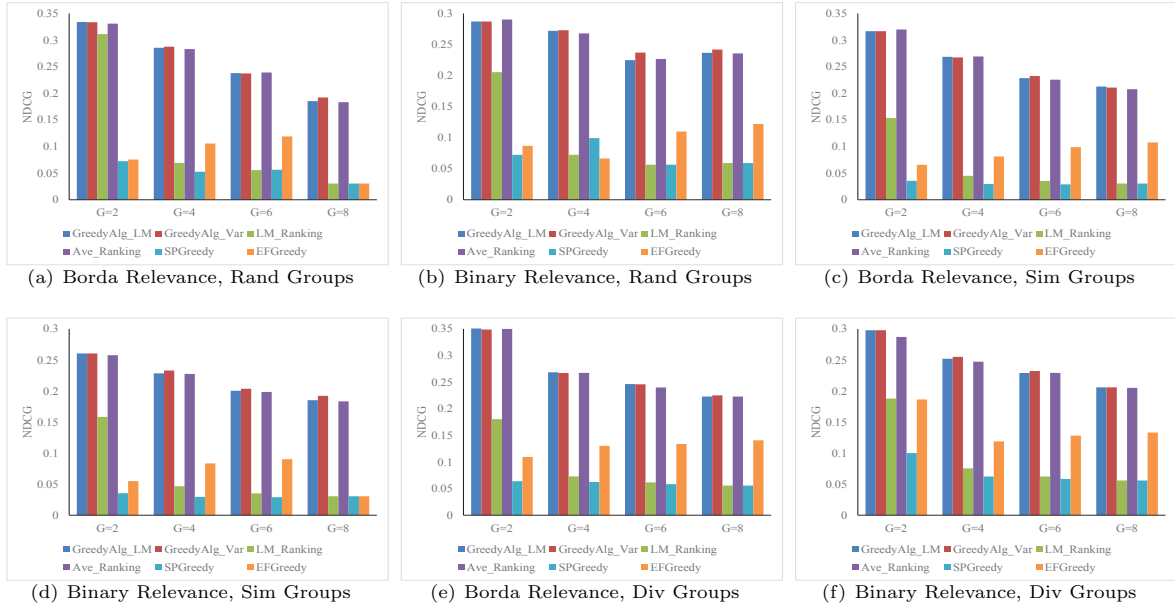 0.35
0.3
0.25
0.2
0.15
0.1
0.05
0
NDCG
G=2 G=4 G=6 G=8
GreedyAlg_LM GreedyAlg_Var LM_Ranking
Ave_Ranking SPGreedy EFGreedy
(a) Borda Relevance, Rand Groups
0.3
0.25
0.2
0.15
0.1
0.05
0
NDCG
G=2 G=4 G=6 G=8
GreedyAlg_LM GreedyAlg_Var LM_Ranking
Ave_Ranking SPGreedy EFGreedy
(b) Binary Relevance, Rand Groups
0.35
0.3
0.25
0.2
0.15
0.1
0.05
0
NDCG
G=2 G=4 G=6 G=8
GreedyAlg_LM GreedyAlg_Var LM_Ranking
Ave_Ranking SPGreedy EFGreedy
(c) Borda Relevance, Sim Groups
0.3
0.25
0.2
0.15
0.1
0.05
0
NDCG
G=2 G=4 G=6 G=8
GreedyAlg_LM GreedyAlg_Var LM_Ranking
Ave_Ranking SPGreedy EFGreedy
(d) Binary Relevance, Sim Groups
0.35
0.3
0.25
0.2
0.15
0.1
0.05
0
NDCG
G=2 G=4 G=6 G=8
GreedyAlg_LM GreedyAlg_Var LM_Ranking
Ave_Ranking SPGreedy EFGreedy
(e) Borda Relevance, Div Groups
0.3
0.25
0.2
0.15
0.1
0.05
0
NDCG
G=2 G=4 G=6 G=8
GreedyAlg_LM GreedyAlg_Var LM_Ranking
Ave_Ranking SPGreedy EFGreedy
(f) Binary Relevance, Div Groups